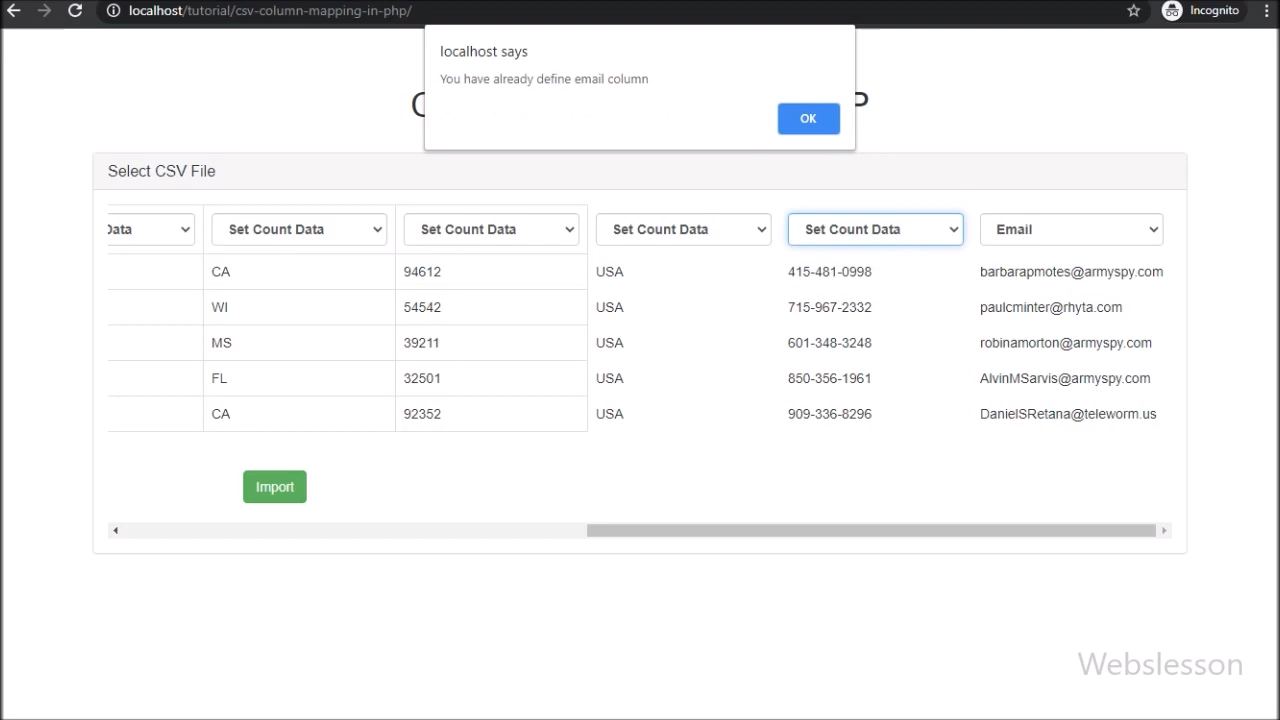 localhost/tutorial/csv-column-mapping-in-php/
Incognito
localhost says
You have already define email column
OK
C
P
Select CSV File
Data
Set Count Data
Set Count Data
Set Count Data
Set Count Data
Email
CA 94612 USA 415-481-0998 barbarapmotes@armyspy.com
WI 54542 USA 715-967-2332 paulcminter@rhyta.com
MS 39211 USA 601-348-3248 robinamorton@armyspy.com
FL 32501 USA 850-356-1961 AlvinMSarvis@armyspy.com
CA 92352 USA 909-336-8296 DanielSRetana@teleworm.us
Import
Webslesson